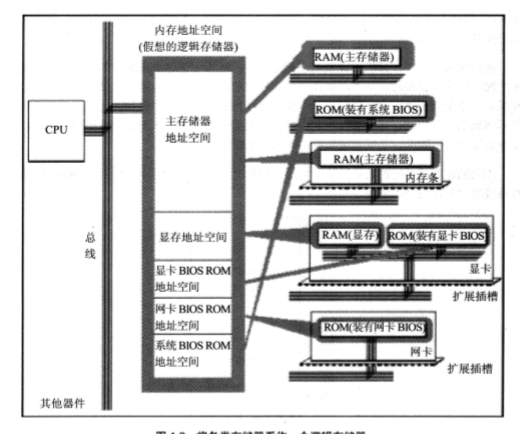 内存地址空间
(假想的逻辑存储器)
CPU
总
线
其他器件
主存储器
地址空间
显存地址空间
显卡 BIOS ROM
地址空间
网卡 BIOS ROM
地址空间
系统 BIOS ROM
地址空间
RAM(主存储器)
ROM(装有系统 BIOS)
RAM(主存储器)
内存条
RAM(显存)
ROM(装有显卡 BIOS)
显卡
扩展插槽
ROM(装有网卡 BIOS)
网卡
扩展插槽